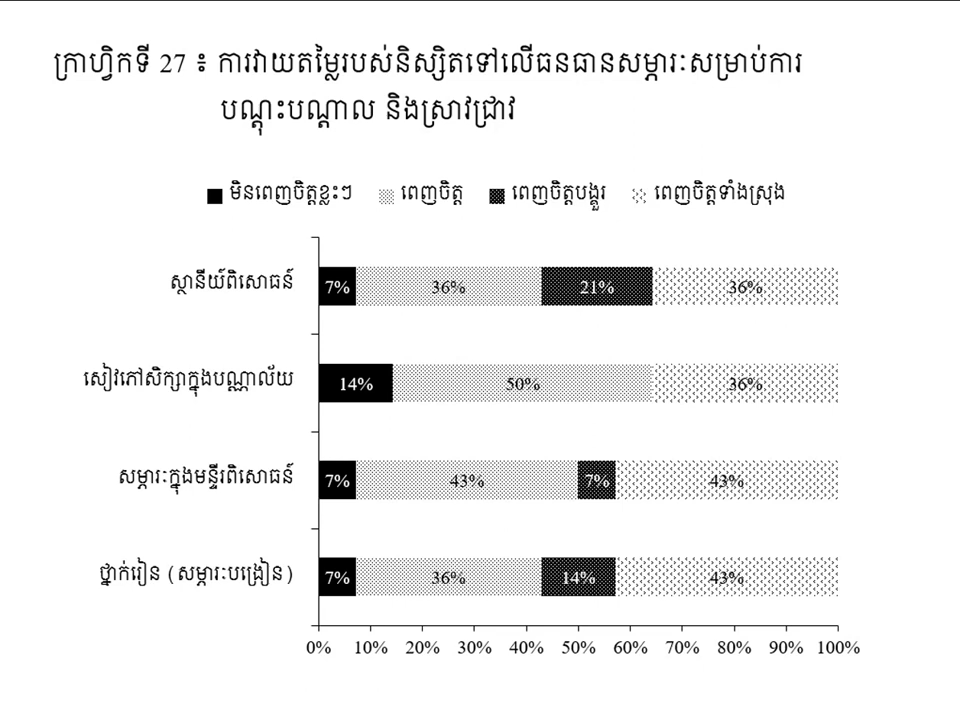 ក្រាហ្វិកទី 27 ៖ ការវាយតម្លៃរបស់និស្សិតទៅលើធនធានសម្ភារៈសម្រាប់ការ
បណ្តុះបណ្តាល និងស្រាវជ្រាវ
មិនពេញចិត្តខ្លះៗ ពេញចិត្ត ពេញចិត្តបង្គួរ ពេញចិត្តទាំងស្រុង
ស្ថានីយ៍ពិសោធន៍ 7% 36% 21% 36%
សៀវភៅសិក្សាក្នុងបណ្ណាល័យ 14% 50% 36%
សម្ភារៈក្នុងមន្ទីរពិសោធន៍ 7% 43% 7% 43%
ថ្នាក់រៀន (សម្ភារៈបង្រៀន) 7% 36% 14% 43%
0% 10% 20% 30% 40% 50% 60% 70% 80% 90% 100%